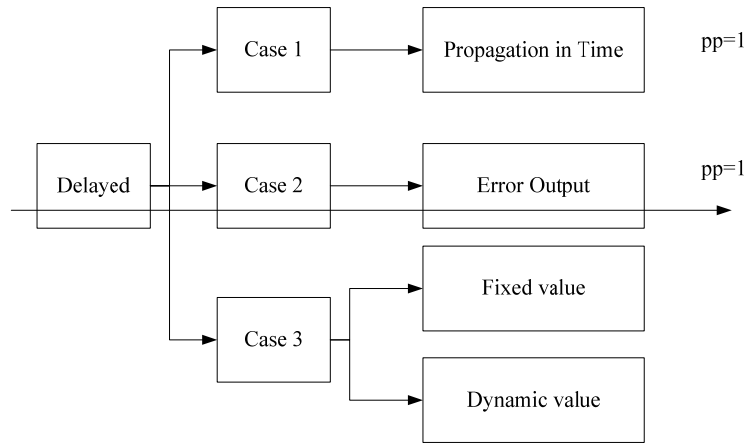 Case 1
Propagation in Time
pp=1
Delayed
Case 2
Error Output
pp=1
Case 3
Fixed value
Dynamic value